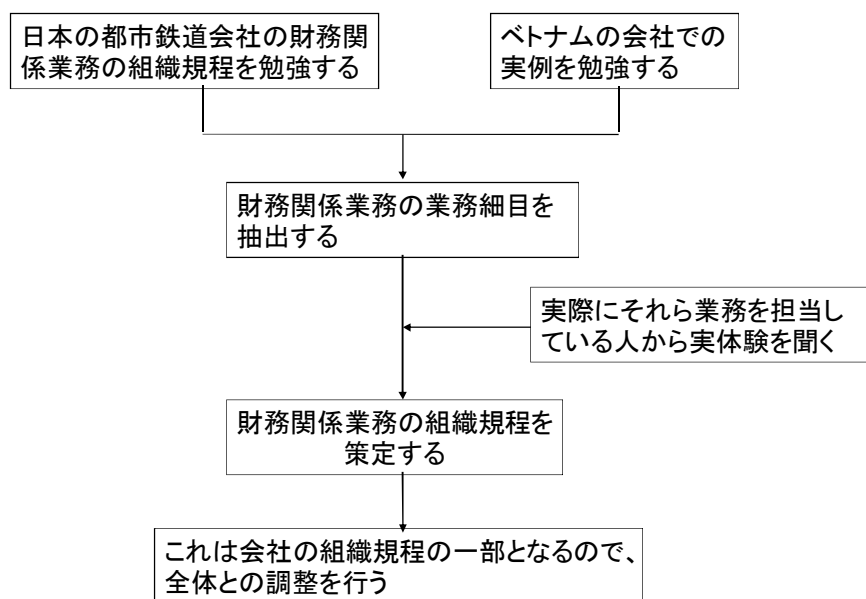 日本の都市鉄道会社の財務関
係業務の組織規程を勉強する
ベトナムの会社での
実例を勉強する
財務関係業務の業務細目を
抽出する
実際にそれら業務を担当し
ている人から実体験を聞く
財務関係業務の組織規程を
策定する
これは会社の組織規程の一部となるので、
全体との調整を行う